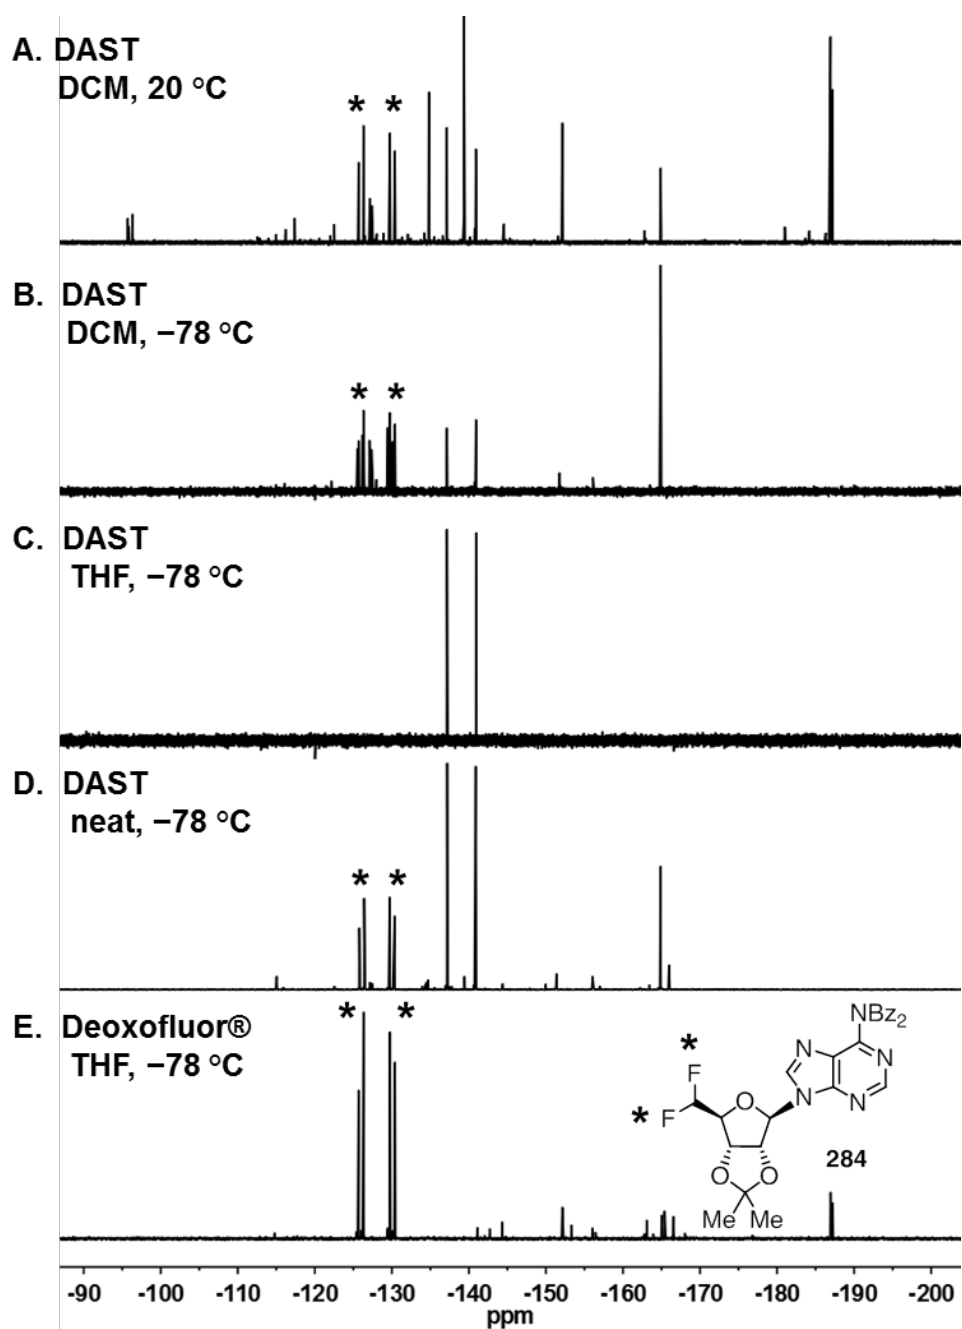 A. DAST
DCM, 20 °C
* *
B. DAST
DCM, −78 °C
* *
C. DAST
THF, −78 °C
D. DAST
neat, −78 °C
* *
E. Deoxofluor®
THF, −78 °C
* *
NBz2
*
F
N
N
*
F
O
N
N
O
O
284
Me
Me
-90 -100 -110 -120 -130 -140 -150 -160 -170 -180 -190 -200
ppm